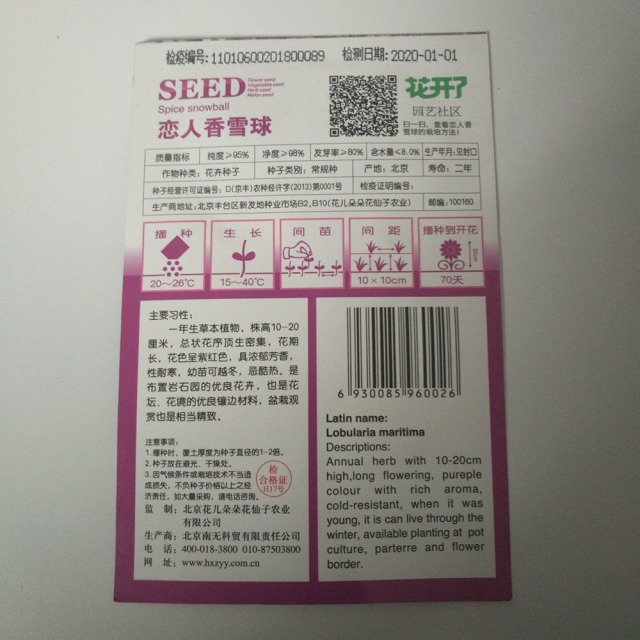 检疫编号:11010600201800089 检测日期:2020-01-01
SEED
Flower seed
Vegetable seed
Herb seed
Melon seed
Spice snowball
恋人香雪球
花开了
园艺社区
扫一扫,查看恋人香
雪球的栽培方法!
质量指标 纯度≥95% 净度≥98% 发芽率≥80% 含水量≤8.0% 生产年月:见封口
作物种类:花卉种子 种子类别:常规种 产地:北京 寿命:二年
种子经营许可证编号:D(京丰)农种经许字(2013)第0001号 检疫证明编号:
生产商地址:北京丰台区新发地种业市场B2,B10(花儿朵朵花仙子农业) 邮编:100160
播种 生长 间苗 间距 播种到开花
20~26℃ 15~40℃ 10×10cm 70天
主要习性:
一年生草本植物,株高10-20
厘米,总状花序顶生密集,花期
长,花色呈紫红色,具浓郁芳香,
性耐寒,幼苗可越冬,忌酷热。是
布置岩石园的优良花卉,也是花
坛、花境的优良镶边材料,盆栽观
赏也是相当精致。
注意事项:
1.播种时,覆土厚度为种子直径的1-2倍。
2.种子放在避光、干燥处。
3.因气候条件或栽培技术不当造
成损失,不负种子价格以上之经
济责任,如大量采购,请电话咨询。
检
合格证
H17号
监制:北京花儿朵朵花仙子农业
有限公司
生产商:北京南无科贸有限责任公司
电话:400-018-3800 010-87503800
网址:www.hxzyy.com.cn
6 930085 960026
Latin name:
Lobularia maritima
Descriptions:
Annual herb with 10-20cm
high,long flowering, pureple
colour with rich aroma,
cold-resistant, when it was
young, it is can live through the
winter, available planting at pot
culture, parterre and flower
border.